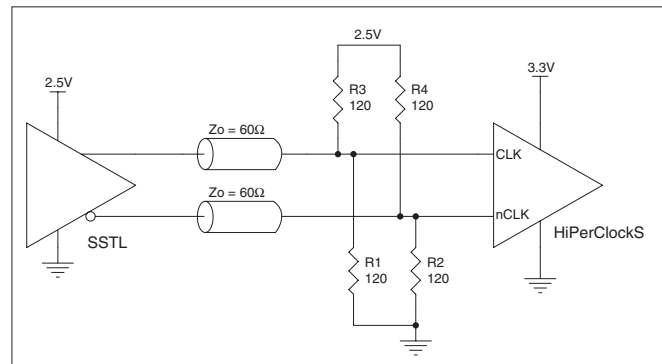 2.5V
2.5V
3.3V
R3
120
R4
120
Zo = 60Ω
CLK
Zo = 60Ω
nCLK
SSTL
HiPerClockS
R1
120
R2
120